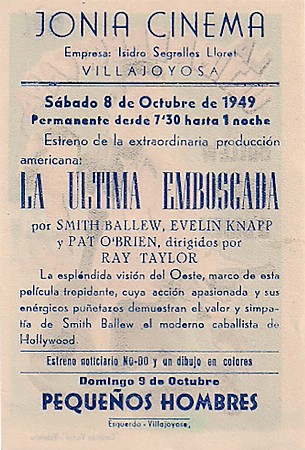 JONIA CINEMA
Empresa: Isidro Segrelles Lloret
VILLAJOYOSA
Sábado 8 de Octubre de 1949
Permanente desde 7'30 hasta 1 noche
Estreno de la extraordinaria producción
americana:
LA ULTIMA EMBOSCADA
por SMITH BALLEW, EVELIN KNAPP
y PAT O'BRIEN, dirigidos por
RAY TAYLOR
La espléndida visión del Oeste, marco de esta
película trepidante, cuya acción apasionada y sus
enérgicos puñetazos demuestran el valor y simpa-
tía de Smith Ballew el moderno caballista de
Hollywood.
Estreno noticiario NO-DO y un dibujo en colores
Domingo 9 de Octubre
PEQUEÑOS HOMBRES
Esquerdo - Villajoyosa,